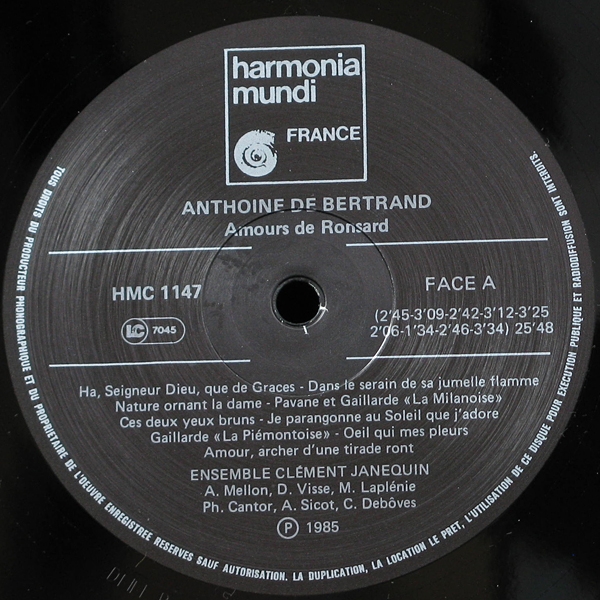 harmonia
mundi
FRANCE
ANTHOINE DE BERTRAND
Amours de Ronsard
HMC 1147
FACE A
LC 7045
(2'45-3'09-2'42-3'12-3'25
2'06-1'34-2'46-3'34) 25'48
Ha, Seigneur Dieu, que de Graces - Dans le serain de sa jumelle flamme
Nature ornant la dame - Pavane et Gaillarde «La Milanoise»
Ces deux yeux bruns - Je parangonne au Soleil que j'adore
Gaillarde «La Piémontoise» - Oeil qui mes pleurs
Amour, archer d'une tirade ront
ENSEMBLE CLÉMENT JANEQUIN
A. Mellon, D. Visse, M. Laplénie
Ph. Cantor, A. Sicot, C. Debôves
Ⓟ 1985
TOUS DROITS DU PRODUCTEUR PHONOGRAPHIQUE ET DU PROPRIETAIRE DE L'OEUVRE ENREGISTREE RESERVES SAUF AUTORISATION. LA DUPLICATION, LA LOCATION LE PRET, L'UTILISATION DE CE DISQUE POUR EXECUTION PUBLIQUE ET RADIODIFFUSION SONT INTERDITS.